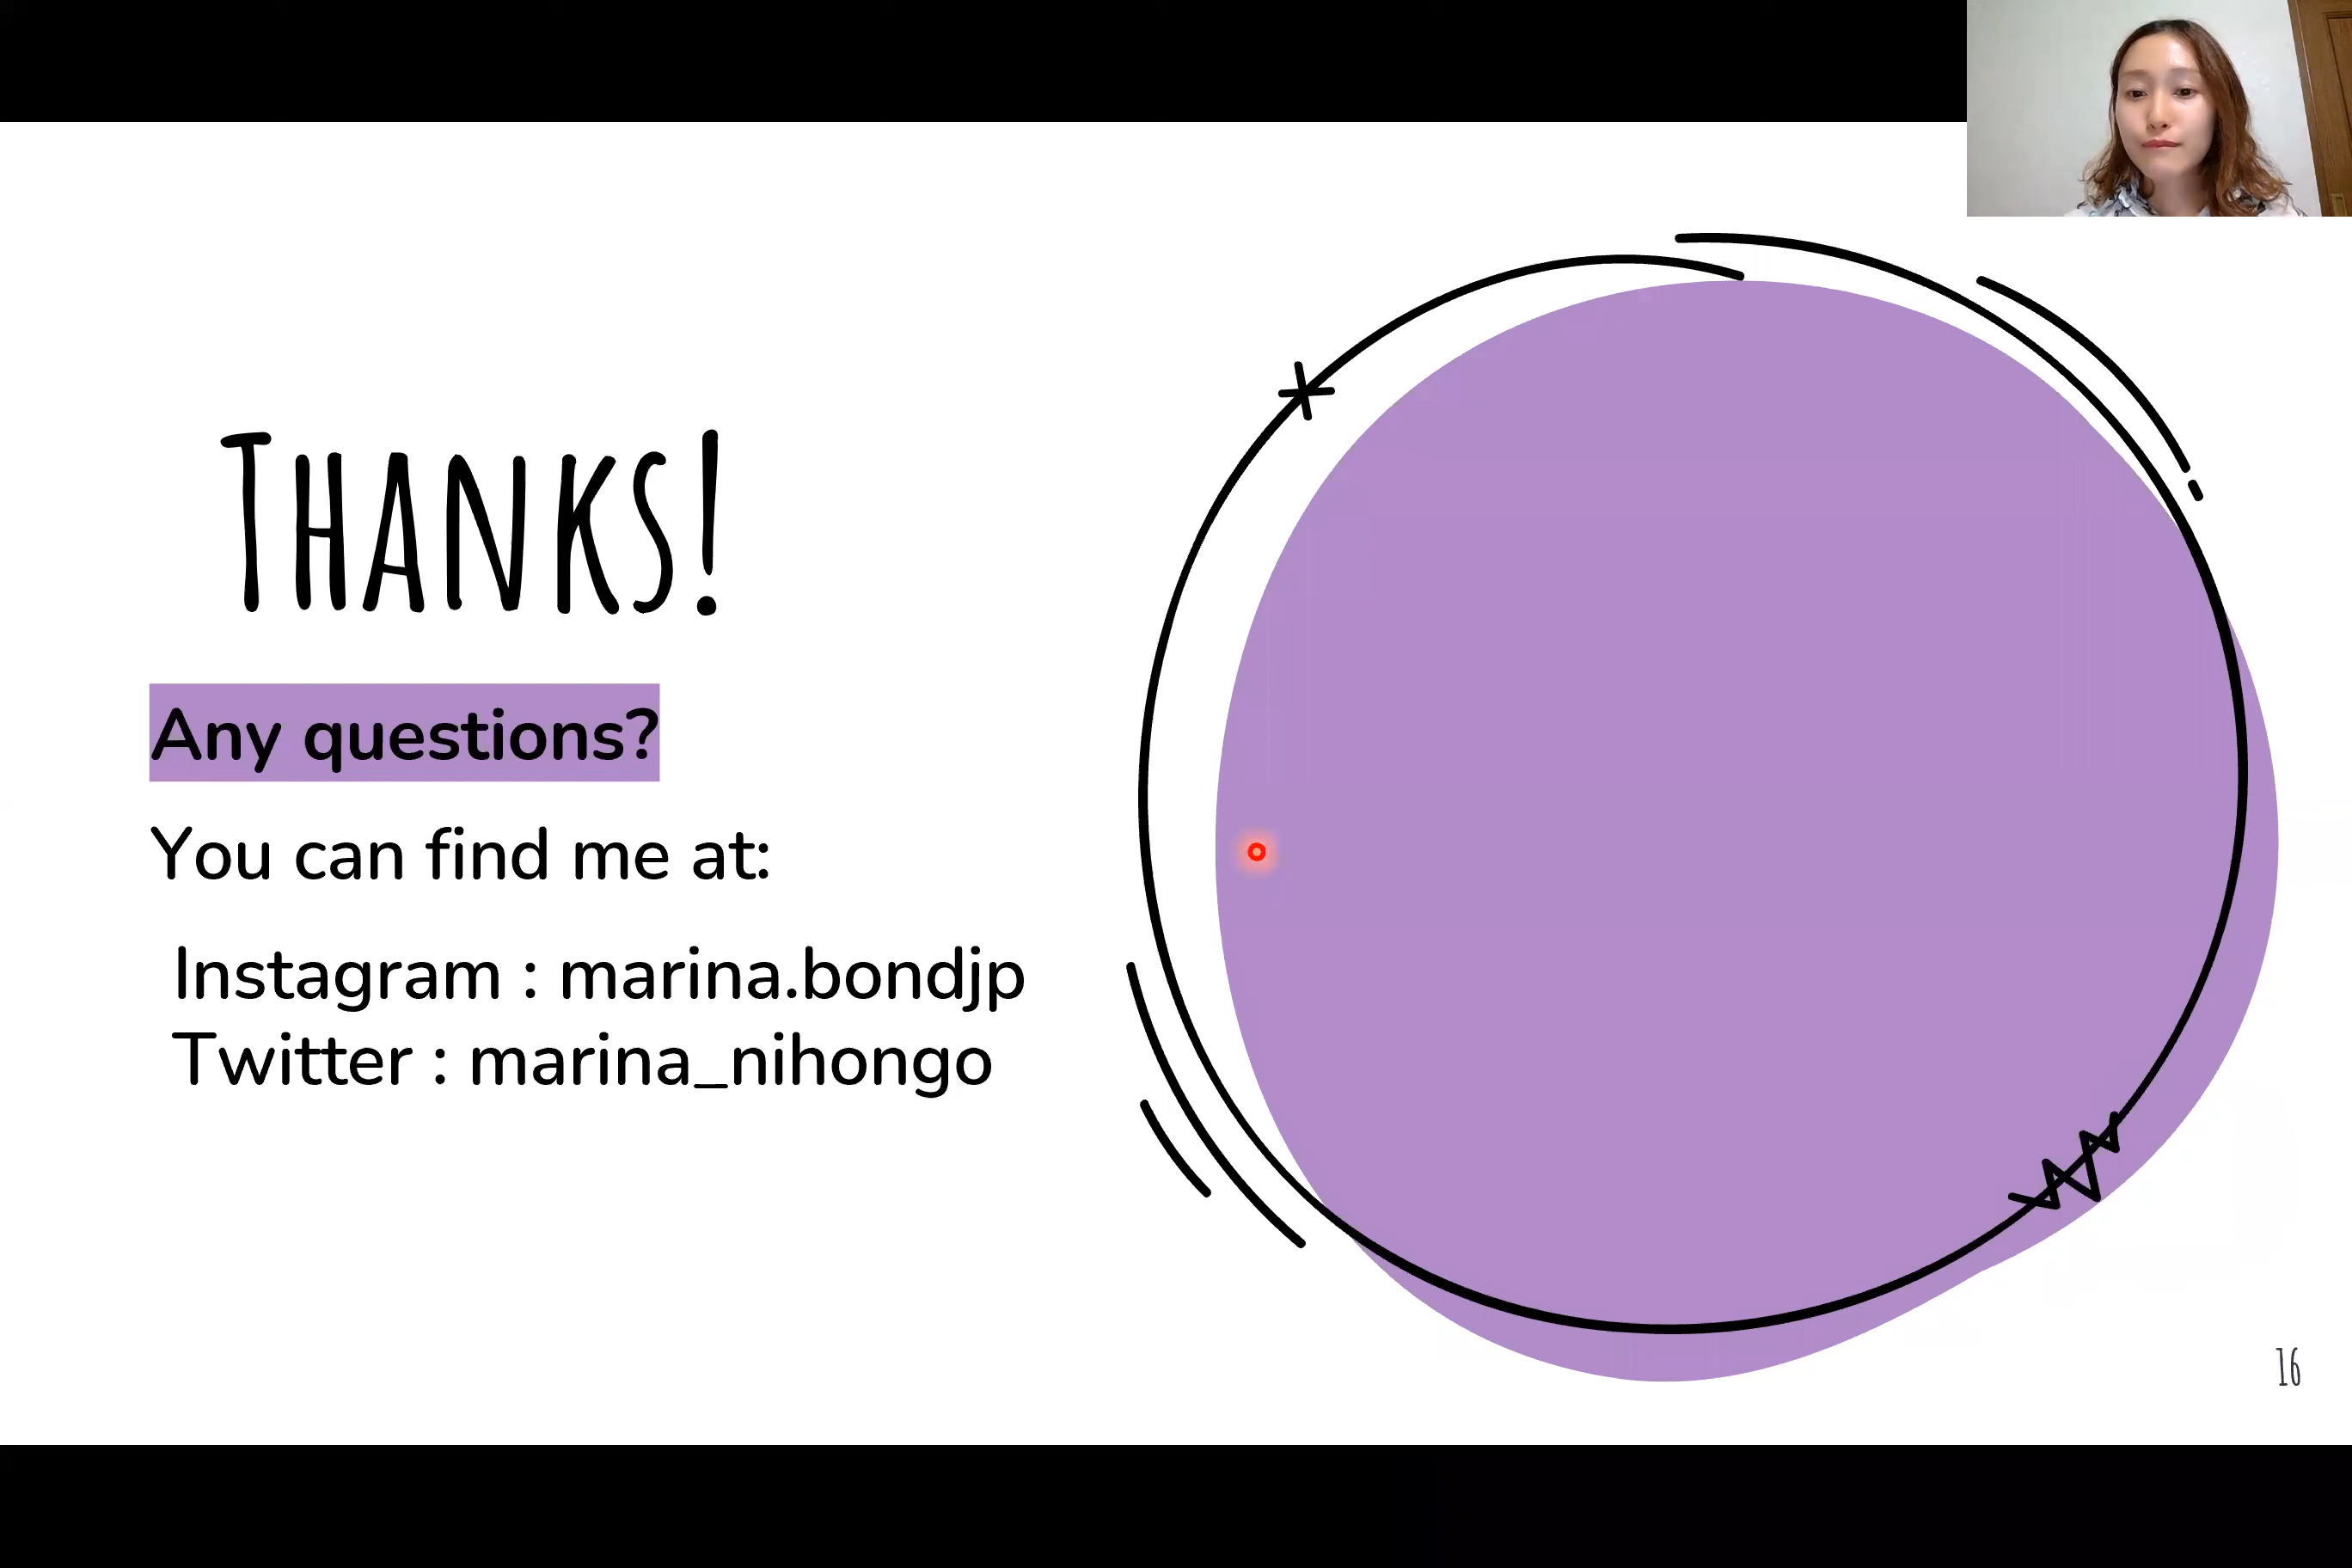 THANKS!
Any questions?
You can find me at:
Instagram : marina.bondjp
Twitter : marina_nihongo
16